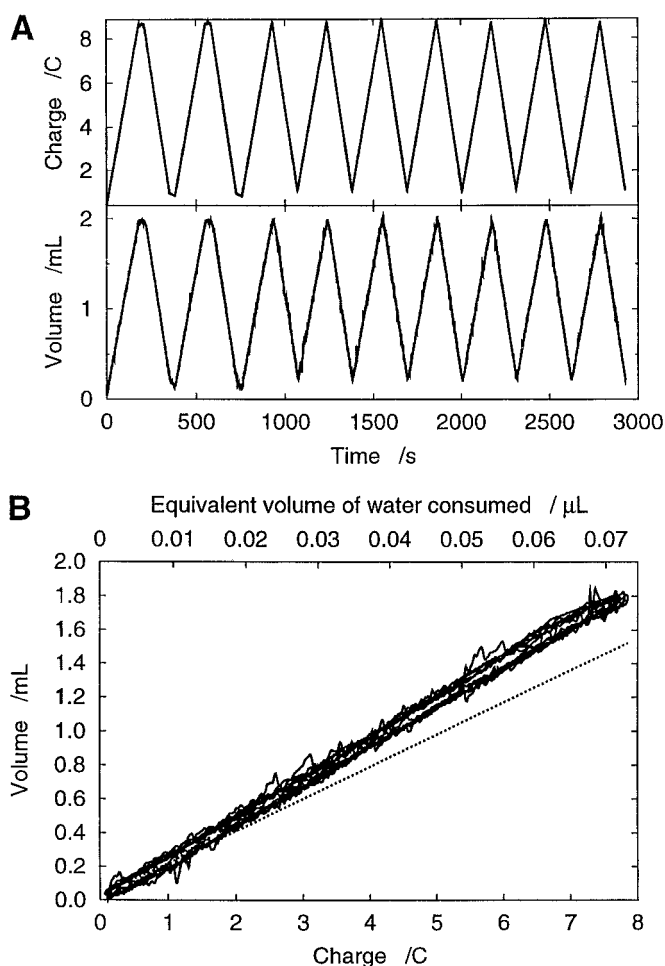 A
Charge /C
8
6
4
2
Volume /mL
2
1
0
0 500 1000 1500 2000 2500 3000
Time /s
B
Equivalent volume of water consumed / μL
0 0.01 0.02 0.03 0.04 0.05 0.06 0.07
Volume /mL
2.0
1.8
1.6
1.4
1.2
1.0
0.8
0.6
0.4
0.2
0.0
0 1 2 3 4 5 6 7 8
Charge /C